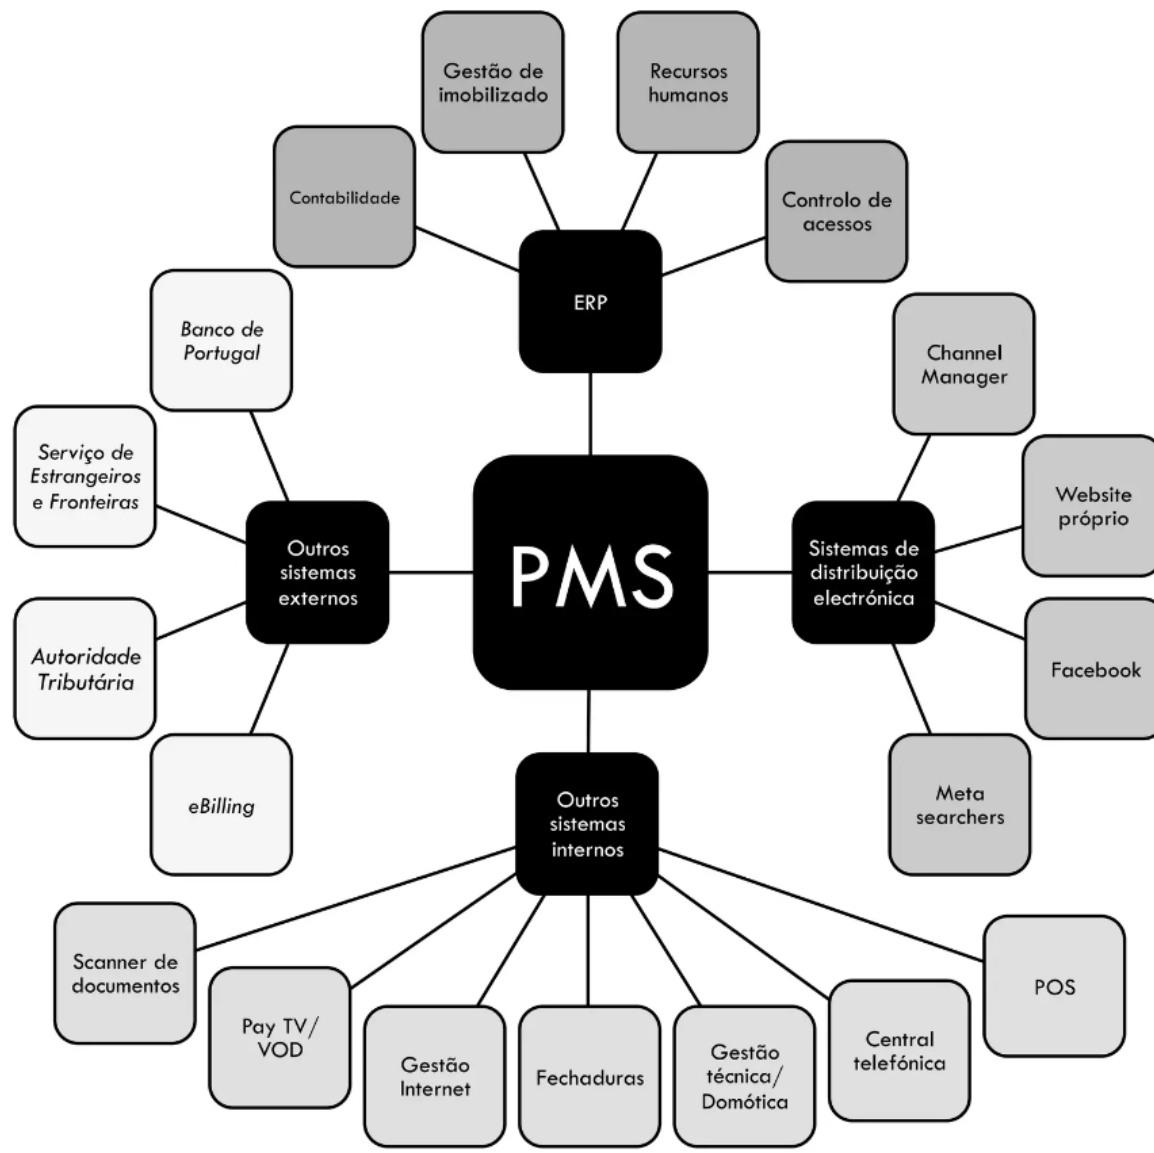 Gestão de
imobilizado
Recursos
humanos
Contabilidade
Controlo de
acessos
ERP
Banco de
Portugal
Channel
Manager
Serviço de
Estrangeiros
e Fronteiras
Website
próprio
Outros
sistemas
externos
PMS
Sistemas de
distribuição
electrónica
Autoridade
Tributária
Facebook
eBilling
Outros
sistemas
internos
Meta
searchers
Scanner de
documentos
Pay TV/
VOD
Gestão
Internet
Fechaduras
Gestão
técnica/
Domótica
Central
telefónica
POS